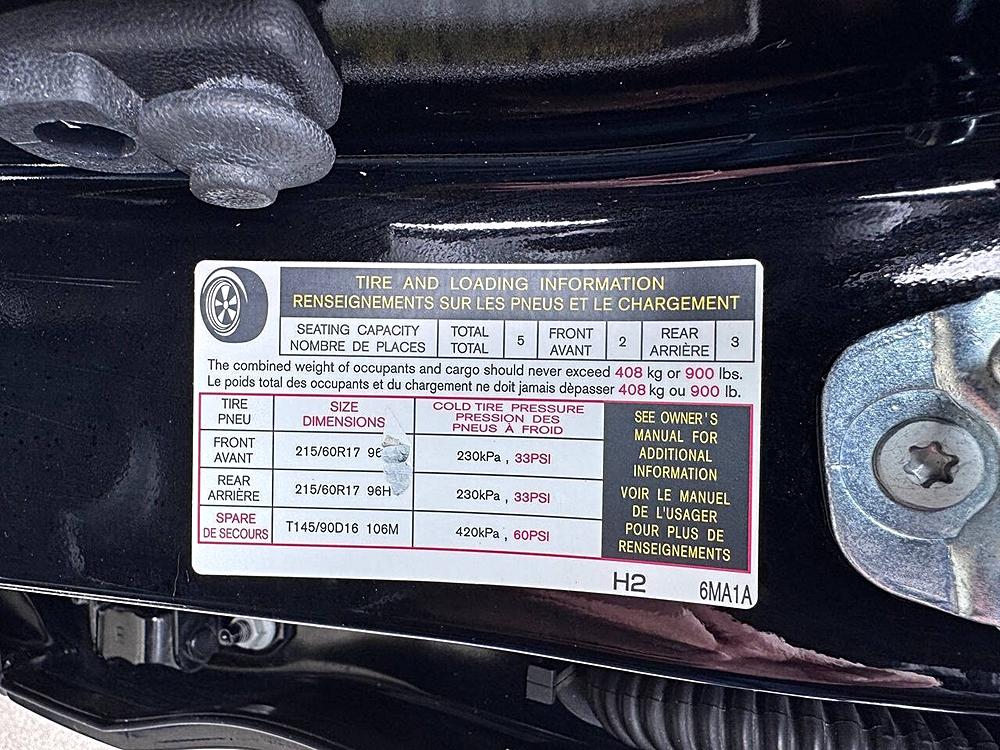 TIRE AND LOADING INFORMATION
RENSEIGNEMENTS SUR LES PNEUS ET LE CHARGEMENT
SEATING CAPACITY TOTAL 5 FRONT 2 REAR 3
NOMBRE DE PLACES TOTAL AVANT ARRIÈRE
The combined weight of occupants and cargo should never exceed 408 kg or 900 lbs.
Le poids total des occupants et du chargement ne doit jamais dèpasser 408 kg ou 900 lb.
TIRE SIZE COLD TIRE PRESSURE
PNEU DIMENSIONS PRESSION DES
PNEUS À FROID
FRONT 215/60R17 96 230kPa , 33PSI
AVANT
REAR 215/60R17 96H 230kPa , 33PSI
ARRIÈRE
SPARE T145/90D16 106M 420kPa , 60PSI
DE SECOURS
SEE OWNER'S
MANUAL FOR
ADDITIONAL
INFORMATION
VOIR LE MANUEL
DE L'USAGER
POUR PLUS DE
RENSEIGNEMENTS
H2 6MA1A